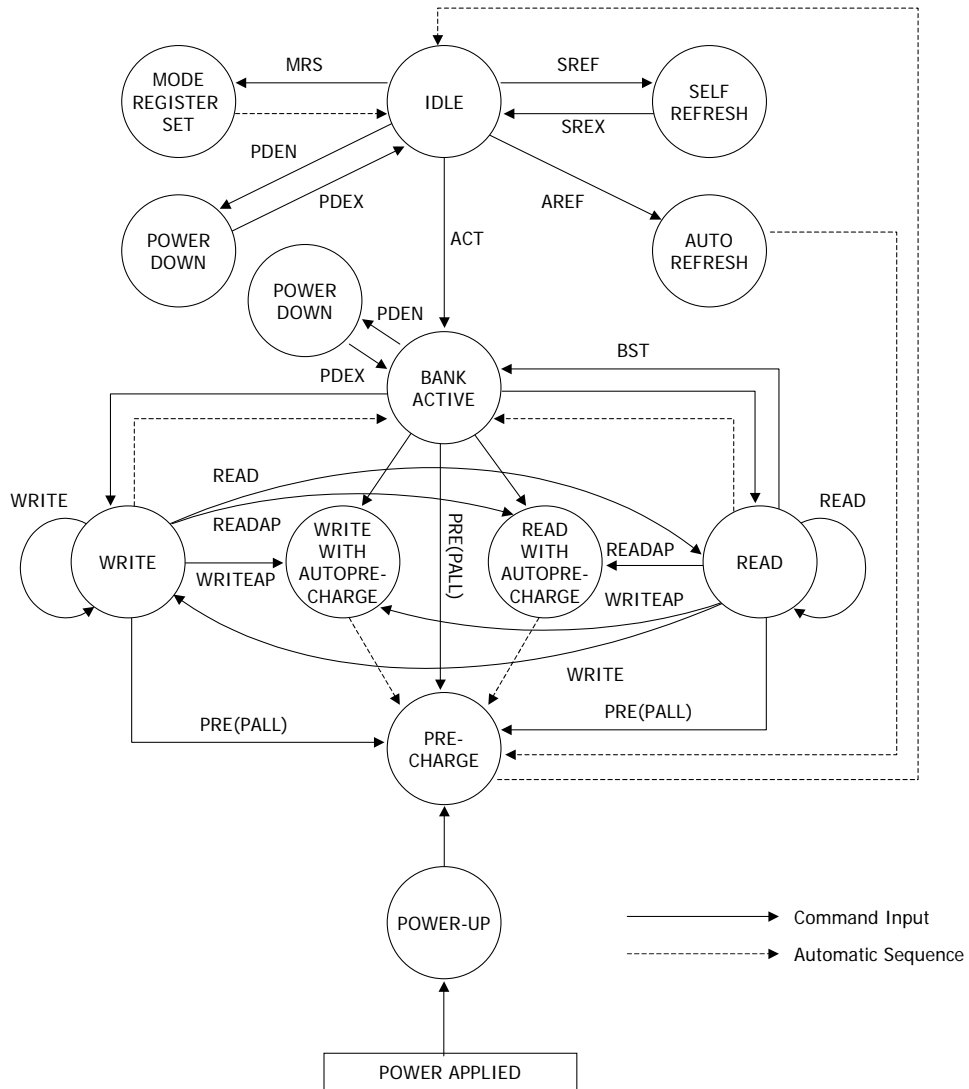 MRS
SREF
MODE
REGISTER
SET
IDLE
SELF
REFRESH
SREX
PDEN
PDEX
AREF
POWER
DOWN
ACT
AUTO
REFRESH
POWER
DOWN
PDEN
PDEX
BST
BANK
ACTIVE
READ
WRITE
READ
READAP
WRITE
WRITEAP
WRITE
WITH
AUTOPRE-
CHARGE
PRE(PALL)
READ
WITH
AUTOPRE-
CHARGE
READAP
WRITEAP
READ
WRITE
PRE(PALL)
PRE(PALL)
PRE-
CHARGE
POWER-UP
Command Input
Automatic Sequence
POWER APPLIED